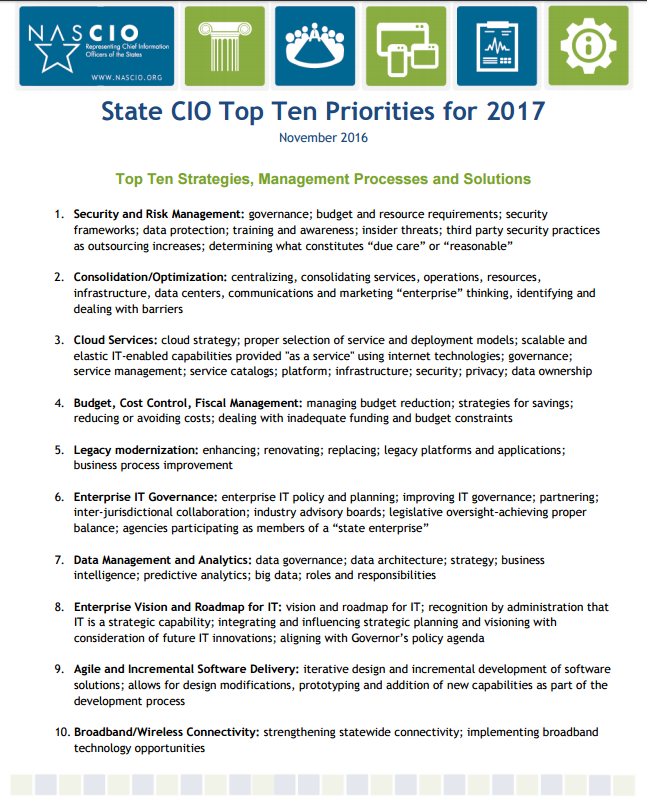 NASCIO
Representing Chief Information
Officers of the States
WWW.NASCIO.ORG
State CIO Top Ten Priorities for 2017
November 2016
Top Ten Strategies, Management Processes and Solutions
1. Security and Risk Management: governance; budget and resource requirements; security
frameworks; data protection; training and awareness; insider threats; third party security practices
as outsourcing increases; determining what constitutes “due care” or “reasonable”
2. Consolidation/Optimization: centralizing, consolidating services, operations, resources,
infrastructure, data centers, communications and marketing “enterprise” thinking, identifying and
dealing with barriers
3. Cloud Services: cloud strategy; proper selection of service and deployment models; scalable and
elastic IT-enabled capabilities provided "as a service" using internet technologies; governance;
service management; service catalogs; platform; infrastructure; security; privacy; data ownership
4. Budget, Cost Control, Fiscal Management: managing budget reduction; strategies for savings;
reducing or avoiding costs; dealing with inadequate funding and budget constraints
5. Legacy modernization: enhancing; renovating; replacing; legacy platforms and applications;
business process improvement
6. Enterprise IT Governance: enterprise IT policy and planning; improving IT governance; partnering;
inter-jurisdictional collaboration; industry advisory boards; legislative oversight-achieving proper
balance; agencies participating as members of a “state enterprise”
7. Data Management and Analytics: data governance; data architecture; strategy; business
intelligence; predictive analytics; big data; roles and responsibilities
8. Enterprise Vision and Roadmap for IT: vision and roadmap for IT; recognition by administration that
IT is a strategic capability; integrating and influencing strategic planning and visioning with
consideration of future IT innovations; aligning with Governor’s policy agenda
9. Agile and Incremental Software Delivery: iterative design and incremental development of software
solutions; allows for design modifications, prototyping and addition of new capabilities as part of the
development process
10. Broadband/Wireless Connectivity: strengthening statewide connectivity; implementing broadband
technology opportunities